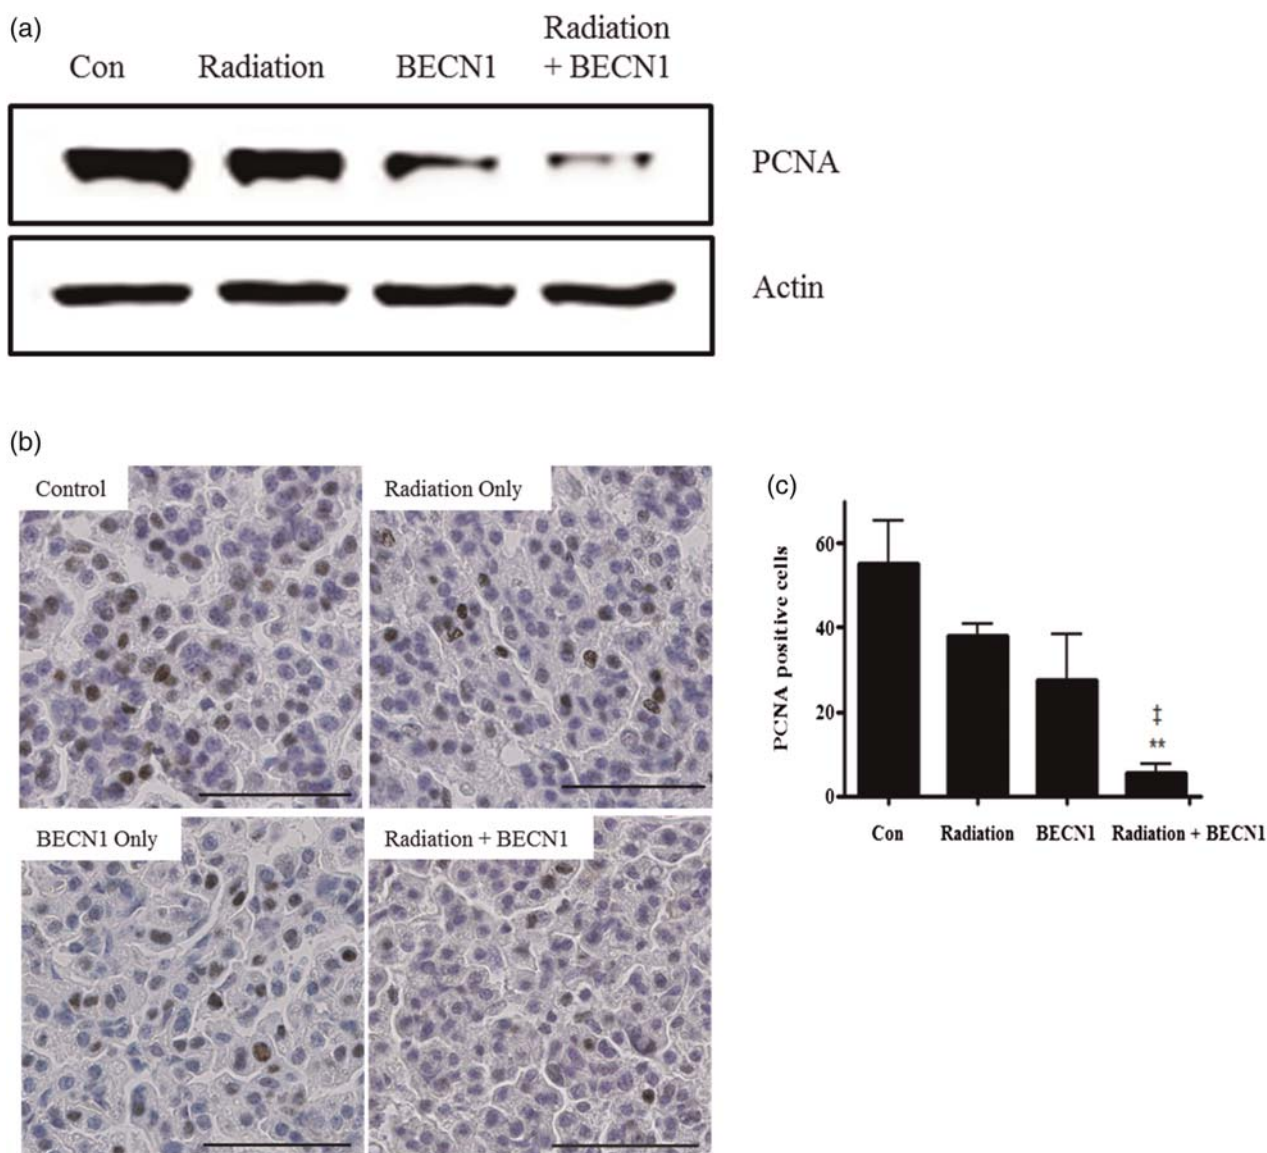 (a)
Con Radiation BECN1 Radiation
+ BECN1
PCNA
Actin
(b)
Control
Radiation Only
BECN1 Only
Radiation + BECN1
(c)
PCNA positive cells
60
40
20
0
‡
**
Con Radiation BECN1 Radiation + BECN1